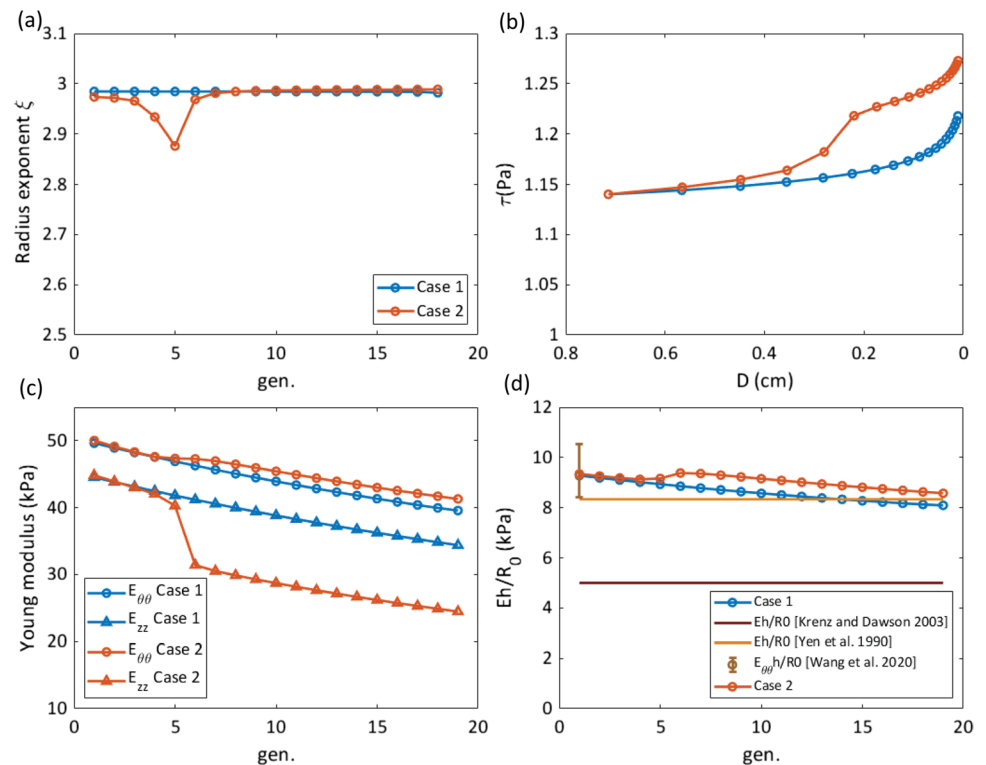 (a)
3.1
3
2.9
2.8
2.7
2.6
2.5
Radius exponent ξ
0
5
10
15
20
gen.
Case 1
Case 2
(b)
1.3
1.25
1.2
1.15
1.1
1.05
1
τ(Pa)
0.8
0.6
0.4
0.2
0
D (cm)
Case 1
Case 2
(c)
50
40
30
20
10
Young modulus (kPa)
0
5
10
15
20
gen.
Eθθ Case 1
Ezz Case 1
Eθθ Case 2
Ezz Case 2
(d)
12
10
8
6
4
2
0
Eh/R0 (kPa)
0
5
10
15
20
gen.
Case 1
Eh/R0 [Krenz and Dawson 2003]
Eh/R0 [Yen et al. 1990]
Eθθh/R0 [Wang et al. 2020]
Case 2